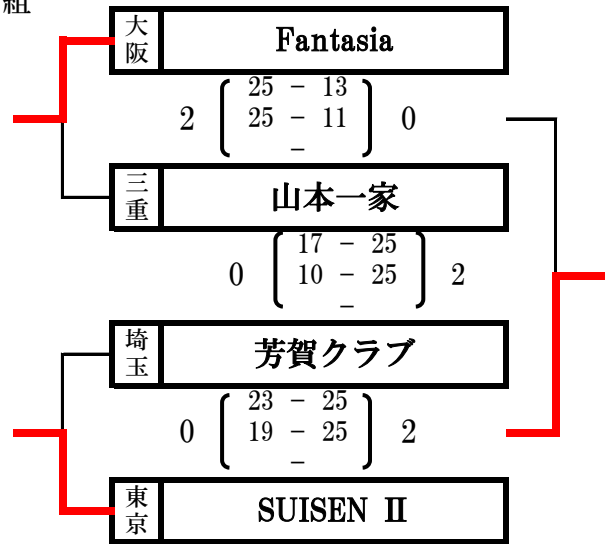 組
大阪 Fantasia
25 － 13
2 25 － 11 0
－
三重 山本一家
17 － 25
0 10 － 25 2
－
埼玉 芳賀クラブ
23 － 25
0 19 － 25 2
－
東京 SUISEN Ⅱ